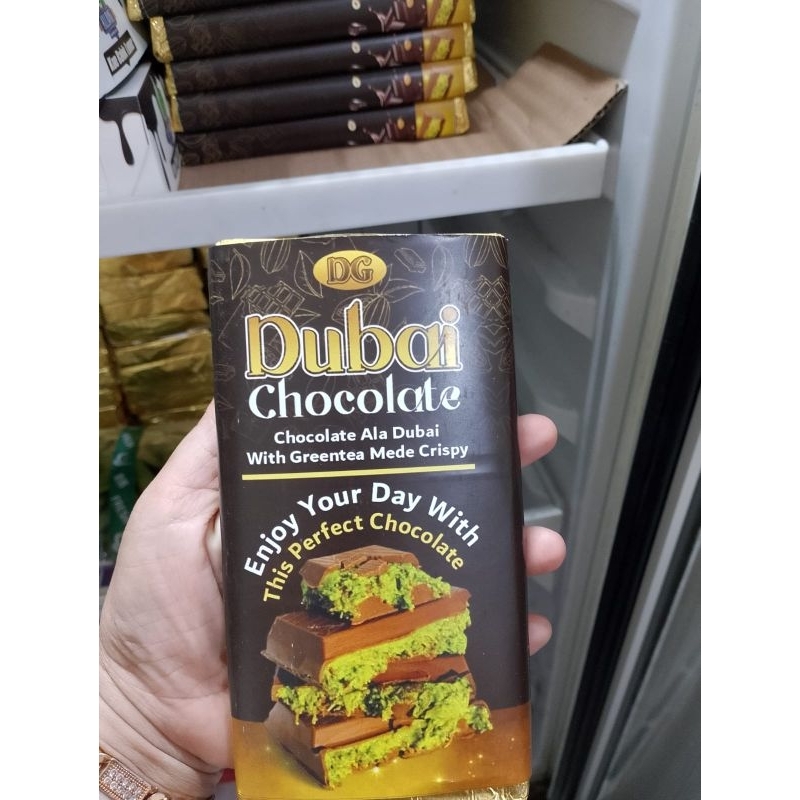 DG
Dubai
Chocolate
Chocolate Ala Dubai
With Greentea Mede Crispy
Enjoy Your Day With
This Perfect Chocolate